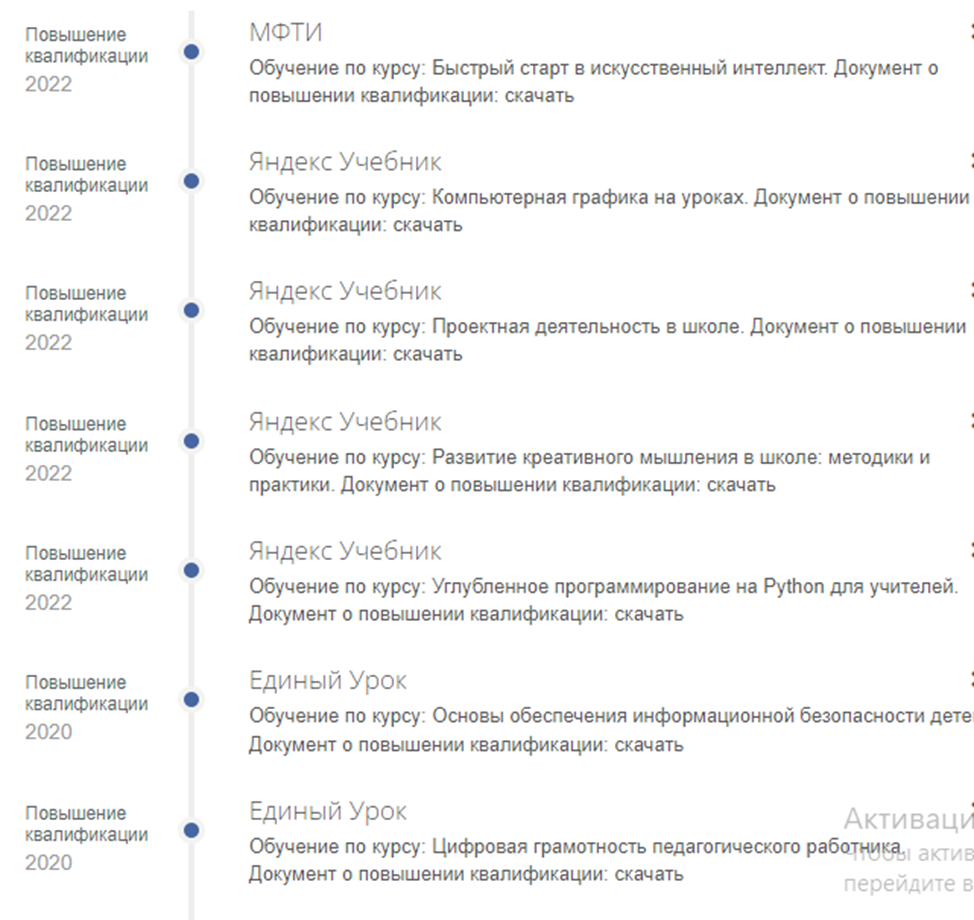 Повышение
квалификации
2022
МФТИ
Обучение по курсу: Быстрый старт в искусственный интеллект. Документ о
повышении квалификации: скачать
Повышение
квалификации
2022
Яндекс Учебник
Обучение по курсу: Компьютерная графика на уроках. Документ о повышении
квалификации: скачать
Повышение
квалификации
2022
Яндекс Учебник
Обучение по курсу: Проектная деятельность в школе. Документ о повышении
квалификации: скачать
Повышение
квалификации
2022
Яндекс Учебник
Обучение по курсу: Развитие креативного мышления в школе: методики и
практики. Документ о повышении квалификации: скачать
Повышение
квалификации
2022
Яндекс Учебник
Обучение по курсу: Углубленное программирование на Python для учителей.
Документ о повышении квалификации: скачать
Повышение
квалификации
2020
Единый Урок
Обучение по курсу: Основы обеспечения информационной безопасности дете
Документ о повышении квалификации: скачать
Повышение
квалификации
2020
Единый Урок
Обучение по курсу: Цифровая грамотность педагогического работника.
Документ о повышении квалификации: скачать
Активаци
Чтобы актив
перейдите в